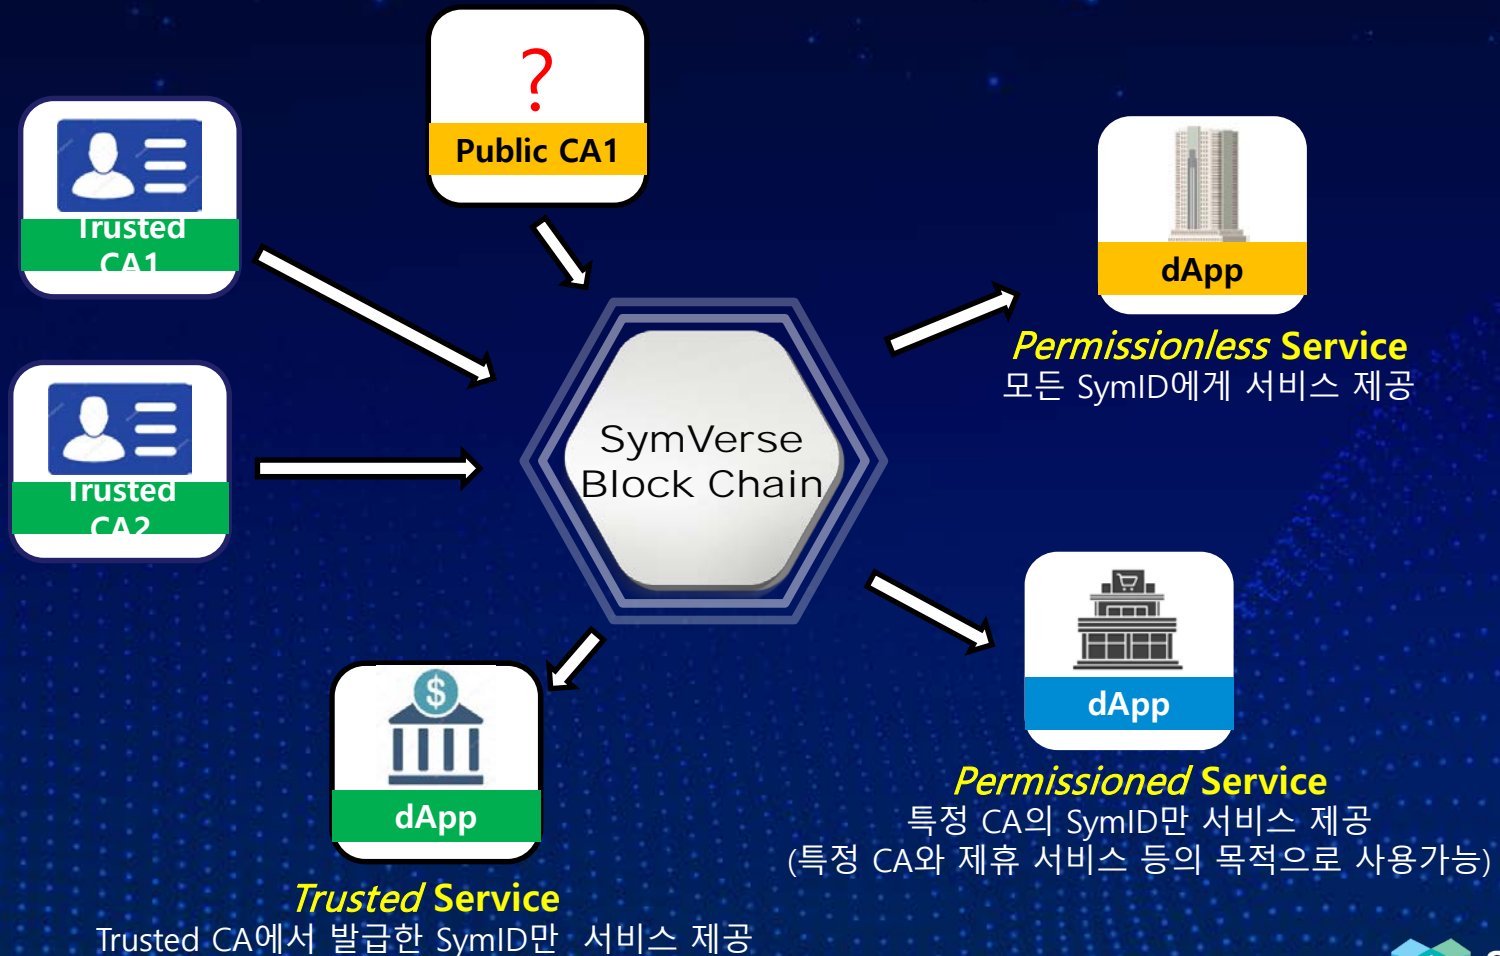 ?
Public CA1
Trusted
CA1
dApp
Permissionless Service
모든 SymID에게 서비스 제공
Trusted
CA2
SymVerse
Block Chain
dApp
Permissioned Service
특정 CA의 SymID만 서비스 제공
(특정 CA와 제휴 서비스 등의 목적으로 사용가능)
$
dApp
Trusted Service
Trusted CA에서 발급한 SymID만 서비스 제공